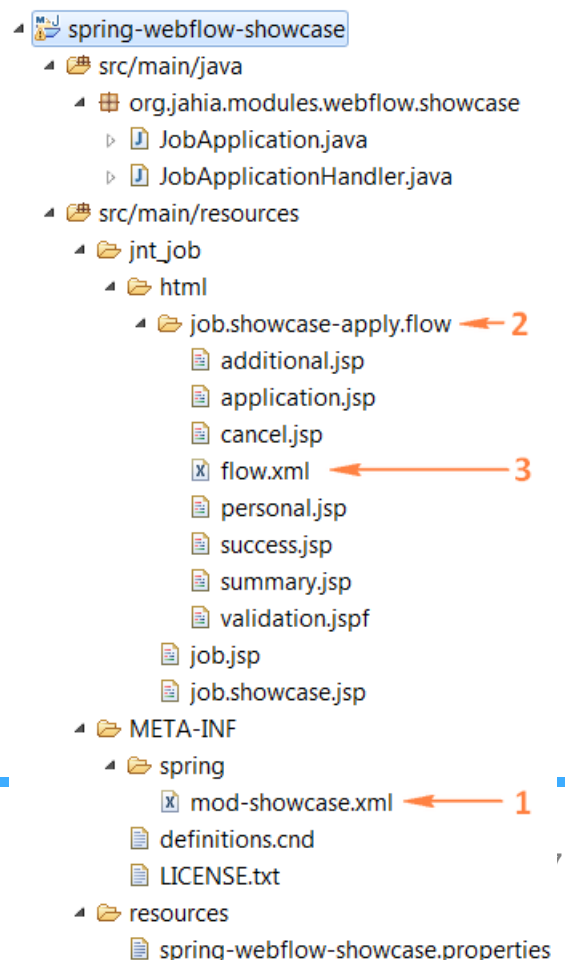 spring-webflow-showcase
src/main/java
org.jahia.modules.webflow.showcase
JobApplication.java
JobApplicationHandler.java
src/main/resources
jnt_job
html
job.showcase-apply.flow 2
additional.jsp
application.jsp
cancel.jsp
flow.xml 3
personal.jsp
success.jsp
summary.jsp
validation.jspf
job.jsp
job.showcase.jsp
META-INF
spring
mod-showcase.xml 1
definitions.cnd
LICENSE.txt
resources
spring-webflow-showcase.properties